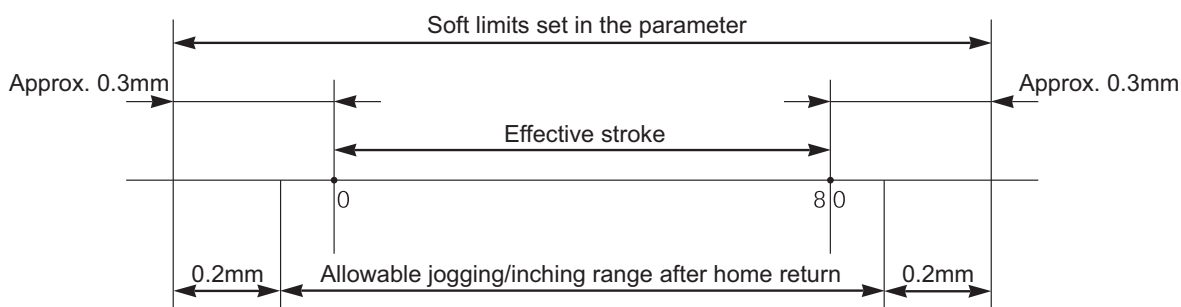 Soft limits set in the parameter
Approx. 0.3mm
Approx. 0.3mm
Effective stroke
0
80
0.2mm
Allowable jogging/inching range after home return
0.2mm